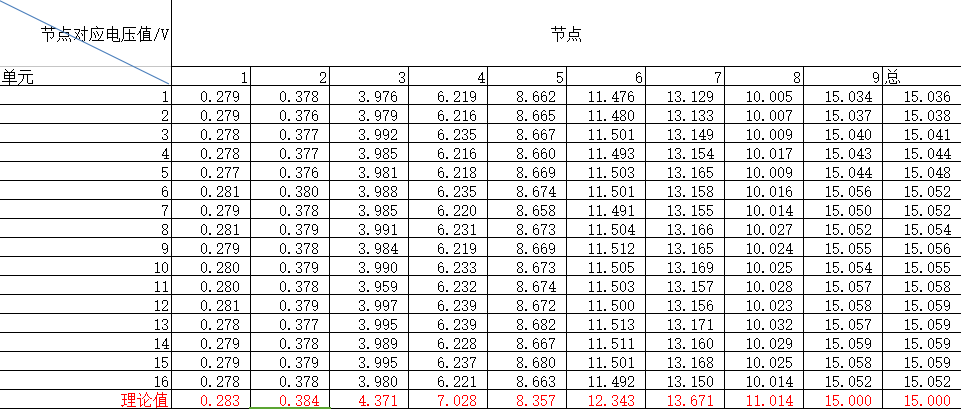 节点对应电压值/V 节点
单元 1 2 3 4 5 6 7 8 9 总
1 0.279 0.378 3.976 6.219 8.662 11.476 13.129 10.005 15.034 15.036
2 0.279 0.376 3.979 6.216 8.665 11.480 13.133 10.007 15.037 15.038
3 0.278 0.377 3.992 6.235 8.667 11.501 13.149 10.009 15.040 15.041
4 0.278 0.377 3.985 6.216 8.660 11.493 13.154 10.017 15.043 15.044
5 0.277 0.376 3.981 6.218 8.669 11.503 13.165 10.009 15.044 15.048
6 0.281 0.380 3.988 6.235 8.674 11.501 13.158 10.016 15.056 15.052
7 0.279 0.378 3.985 6.220 8.658 11.491 13.155 10.014 15.050 15.052
8 0.281 0.379 3.991 6.231 8.673 11.504 13.166 10.027 15.052 15.054
9 0.279 0.378 3.984 6.219 8.669 11.512 13.165 10.024 15.055 15.056
10 0.280 0.379 3.990 6.233 8.673 11.505 13.169 10.025 15.054 15.055
11 0.280 0.378 3.959 6.232 8.674 11.503 13.157 10.028 15.057 15.058
12 0.281 0.379 3.997 6.239 8.672 11.500 13.156 10.023 15.058 15.059
13 0.278 0.377 3.995 6.239 8.682 11.513 13.171 10.032 15.057 15.059
14 0.279 0.378 3.989 6.228 8.667 11.511 13.160 10.029 15.059 15.059
15 0.279 0.379 3.995 6.237 8.680 11.501 13.168 10.025 15.058 15.059
16 0.278 0.378 3.980 6.221 8.663 11.492 13.150 10.014 15.052 15.052
理论值 0.283 0.384 4.371 7.028 8.357 12.343 13.671 11.014 15.000 15.000